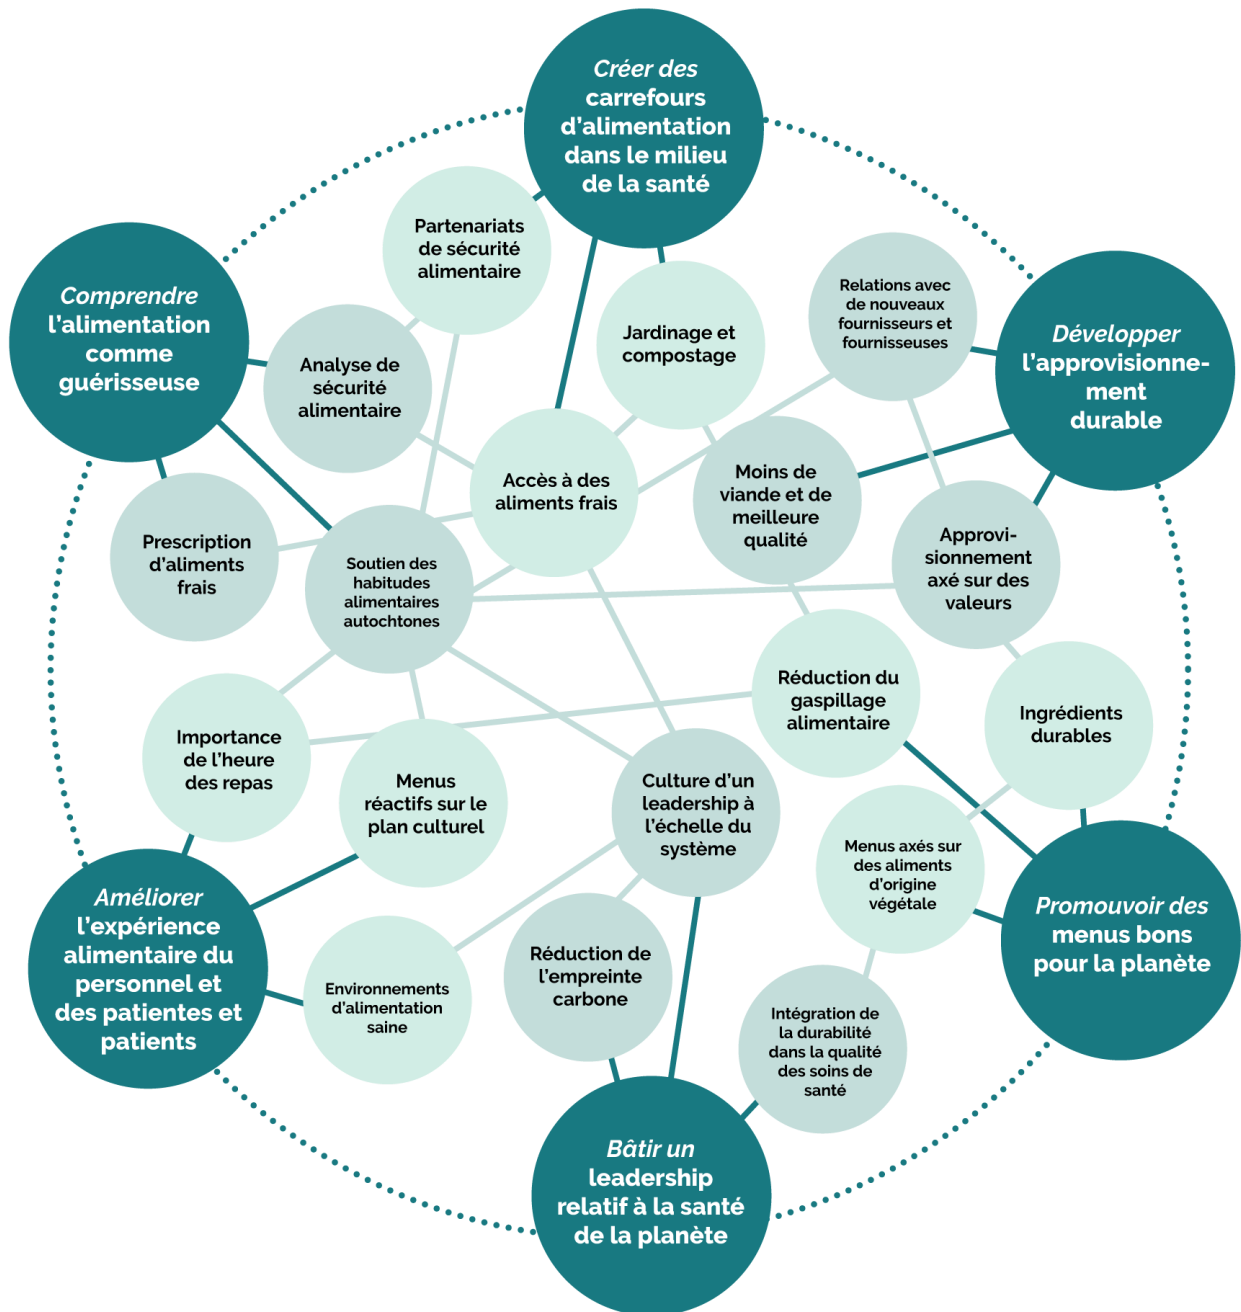 Créer des
carrefours
d'alimentation
dans le milieu
de la santé
Partenariats
de sécurité
alimentaire
Comprendre
l'alimentation
comme
guérisseuse
Relations avec
de nouveaux
fournisseurs et
fournisseuses
Développer
l'approvisionne-
ment
durable
Jardinage et
compostage
Analyse de
sécurité
alimentaire
Accès à des
aliments frais
Moins de
viande et de
meilleure
qualité
Prescription
d'aliments
frais
Soutien des
habitudes
alimentaires
autochtones
Approvi-
sionnement
axé sur des
valeurs
Réduction du
gaspillage
alimentaire
Ingrédients
durables
Importance
de l'heure
des repas
Menus
réactifs sur le
plan culturel
Culture d'un
leadership à
l'échelle du
système
Menus axés sur
des aliments
d'origine
végétale
Améliorer
l'expérience
alimentaire du
personnel et
des patientes et
patients
Promouvoir des
menus bons
pour la planète
Environnements
d'alimentation
saine
Réduction de
l'empreinte
carbone
Intégration de
la durabilité
dans la qualité
des soins de
santé
Bâtir un
leadership
relatif à la santé
de la planète